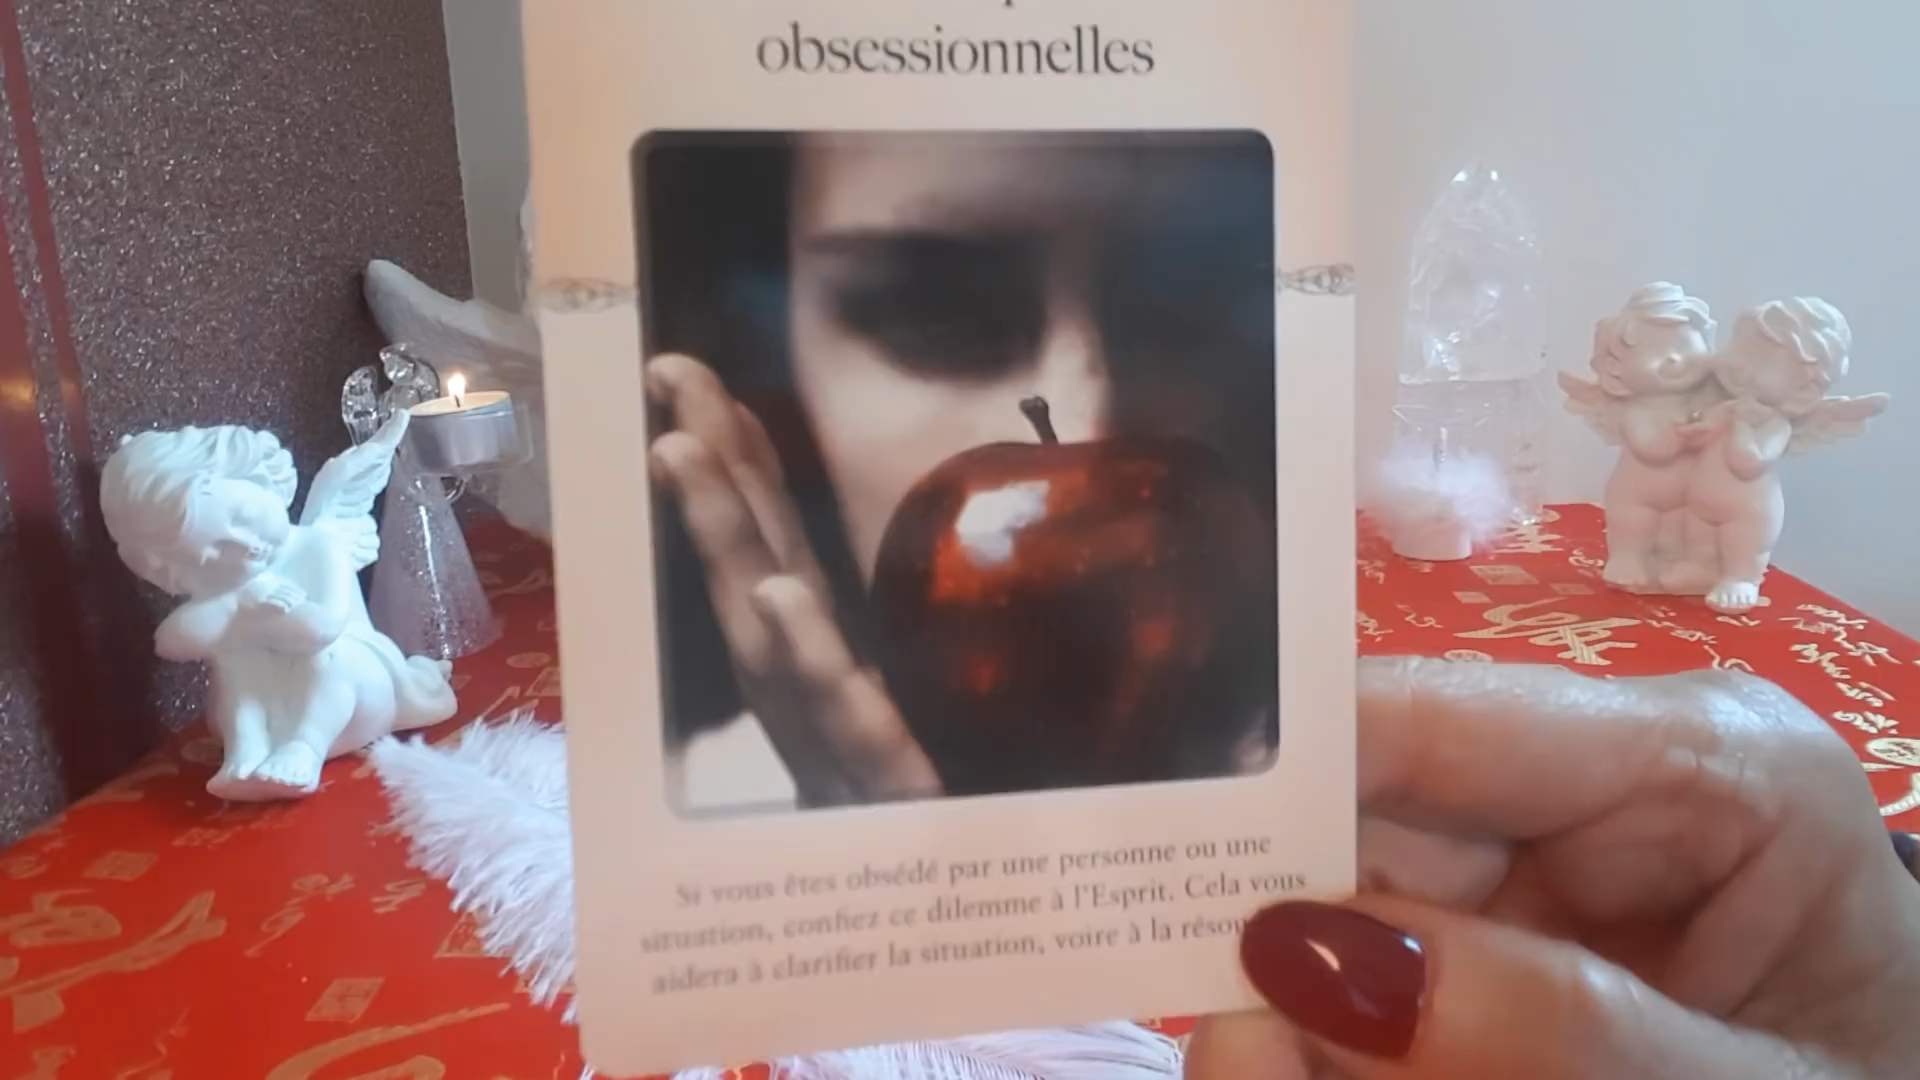 obsessionnelles
Si vous êtes obsédé par une personne ou une
situation, confiez ce dilemme à l'Esprit. Cela vous
aidera à clarifier la situation, voire à la